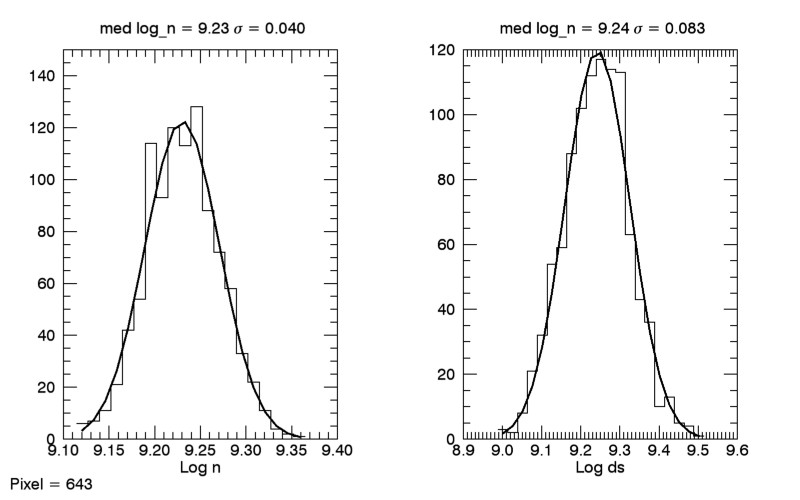 med log_n = 9.23 σ = 0.040
140
120
100
80
60
40
20
0
9.10 9.15 9.20 9.25 9.30 9.35 9.40
Log n
med log_n = 9.24 σ = 0.083
120
100
80
60
40
20
0
8.9 9.0 9.1 9.2 9.3 9.4 9.5 9.6
Log ds
Pixel = 643